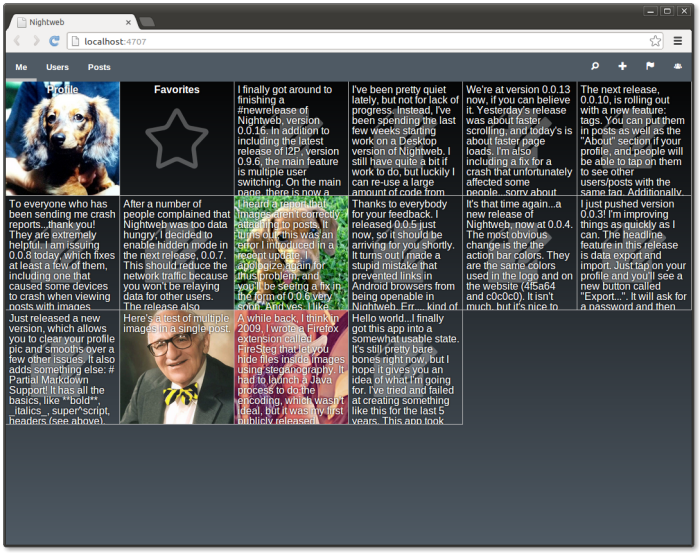 Nightweb
localhost:4707
Me Users Posts
Profile
Favorites
I finally got around to
finishing a
#newrelease of
Nightweb, version
0.0.16. In addition to
including the latest
release of I2P, version
0.9.6, the main feature
is multiple user
switching. On the main
page, there is now a
I've been pretty quiet
lately, but not for lack of
progress. Instead, I've
been spending the last
few weeks starting
work on a Desktop
version of Nightweb. I
still have quite a bit if
work to do, but luckily I
can re-use a large
amount of code from
We're at version 0.0.13
now, if you can believe
it. Yesterday's release
was about faster
scrolling, and today's is
about faster page
loads. I'm also
including a fix for a
crash that unfortunately
affected some
people...sorry about
The next release,
0.0.10, is rolling out
with a new feature:
tags. You can put them
in posts as well as the
"About" section if your
profile, and people will
be able to tap on them
to see other
users/posts with the
same tag. Additionally,
To everyone who has
been sending me crash
reports...thank you!
They are extremely
helpful. I am issuing
0.0.8 today, which fixes
at least a few of them,
including one that
caused some devices
to crash when viewing
posts with images
After a number of
people complained that
Nightweb was too data
hungry, I decided to
enable hidden mode in
the next release, 0.0.7.
This should reduce the
network traffic because
you won't be relaying
data for other users.
The release also
I heard a report that
images aren't correctly
attaching to posts. It
turns out, this was an
error I introduced in a
recent update. I
apologize again for
this problem, and
you'll be seeing a fix in
the form of 0.0.6 very
soon. And yes, I like
Thanks to everybody
for your feedback. I
released 0.0.5 just
now, so it should be
arriving for you shortly.
It turns out I made a
stupid mistake that
prevented links in
Android browsers from
being openable in
Nightweb. Err.... kind of
It's that time again...a
new release of
Nightweb, now at 0.0.4.
The most obvious
change is the the
action bar colors. They
are the same colors
used in the logo and on
the website (4f5a64
and c0c0c0). It isn't
much, but it's nice to
I just pushed version
0.0.3! I'm improving
things as quickly as I
can. The headline
feature in this release
is data export and
import. Just tap on your
profile and you'll see a
new button called
"Export...". It will ask for
a password and then
Just released a new
version, which allows
you to clear your profile
pic and smooths over a
few other issues. It also
adds something else: #
Partial Markdown
Support! It has all the
basics, like **bold**,
_italics_, super^script,
headers (see above),
Here's a test of multiple
images in a single post.
A while back, I think in
2009, I wrote a Firefox
extension called
FireSteg that let you
hide files inside images
using steganography. It
had to launch a Java
process to do the
encoding, which wasn't
ideal, but it was my first
publicly released
Hello world...I finally
got this app into a
somewhat usable state.
It's still pretty bare
bones right now, but I
hope it gives you an
idea of what I'm going
for. I've tried and failed
at creating something
like this for the last 5
years. This app took